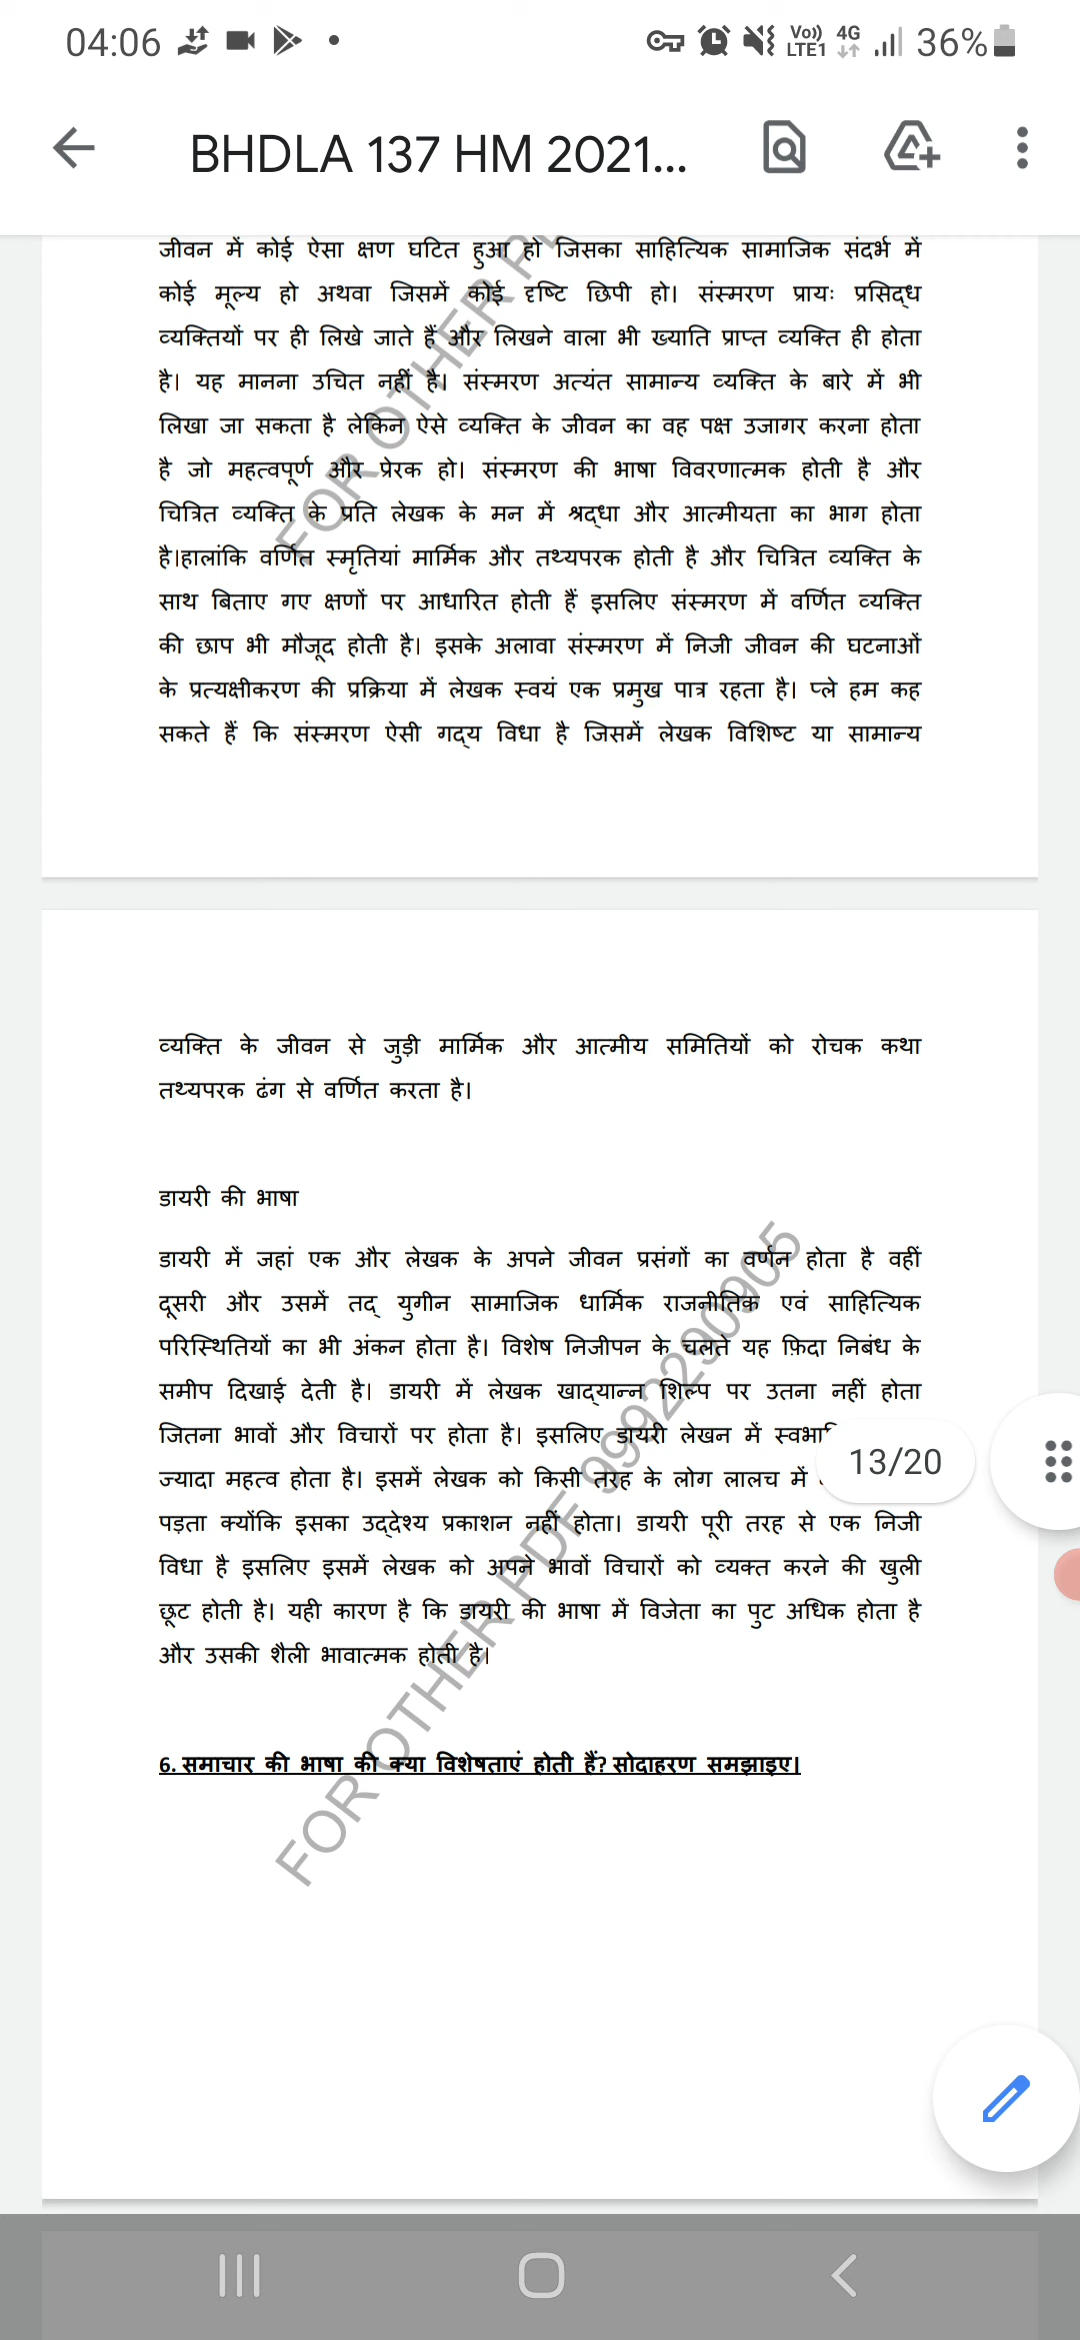 04:06
Vo)) LTE1 4G 36%
BHDLA 137 HM 2021...
जीवन में कोई ऐसा क्षण घटित हुआ हो जिसका साहित्यिक सामाजिक संदर्भ में
कोई मूल्य हो अथवा जिसमें कोई दृष्टि छिपी हो। संस्मरण प्रायः प्रसिद्ध
व्यक्तियों पर ही लिखे जाते हैं और लिखने वाला भी ख्याति प्राप्त व्यक्ति ही होता
है। यह मानना उचित नहीं है। संस्मरण अत्यंत सामान्य व्यक्ति के बारे में भी
लिखा जा सकता है लेकिन ऐसे व्यक्ति के जीवन का वह पक्ष उजागर करना होता
है जो महत्वपूर्ण और प्रेरक हो। संस्मरण की भाषा विवरणात्मक होती है और
चित्रित व्यक्ति के प्रति लेखक के मन में श्रद्धा और आत्मीयता का भाग होता
है।हालांकि वर्णित स्मृतियां मार्मिक और तथ्यपरक होती है और चित्रित व्यक्ति के
साथ बिताए गए क्षणों पर आधारित होती हैं इसलिए संस्मरण में वर्णित व्यक्ति
की छाप भी मौजूद होती है। इसके अलावा संस्मरण में निजी जीवन की घटनाओं
के प्रत्यक्षीकरण की प्रक्रिया में लेखक स्वयं एक प्रमुख पात्र रहता है। प्ले हम कह
सकते हैं कि संस्मरण ऐसी गद्य विधा है जिसमें लेखक विशिष्ट या सामान्य
FOR OTHER
व्यक्ति के जीवन से जुड़ी मार्मिक और आत्मीय समितियों को रोचक कथा
तथ्यपरक ढंग से वर्णित करता है।
डायरी की भाषा
डायरी में जहां एक और लेखक के अपने जीवन प्रसंगों का वर्णन होता है वहीं
दूसरी और उसमें तद् युगीन सामाजिक धार्मिक राजनीतिक एवं साहित्यिक
परिस्थितियों का भी अंकन होता है। विशेष निजीपन के चलते यह फ़िदा निबंध के
समीप दिखाई देती है। डायरी में लेखक खाद्यान्न शिल्प पर उतना नहीं होता
जितना भावों और विचारों पर होता है। इसलिए डायरी लेखन में
ज्यादा महत्व होता है। इसमें लेखक को किसी तरह के लोग लालच में
13/20
पड़ता क्योंकि इसका उद्देश्य प्रकाशन नहीं होता। डायरी पूरी तरह से एक निजी
विधा है इसलिए इसमें लेखक को अपने भावों विचारों को व्यक्त करने की खुली
छूट होती है। यही कारण है कि डायरी की भाषा में विजेता का पुट अधिक होता है
और उसकी शैली भावात्मक होती है।
6. समाचार की भाषा की क्या विशेषताएं होती हैं? सोदाहरण समझाइए।
FOR OTHER PDF 9992290905